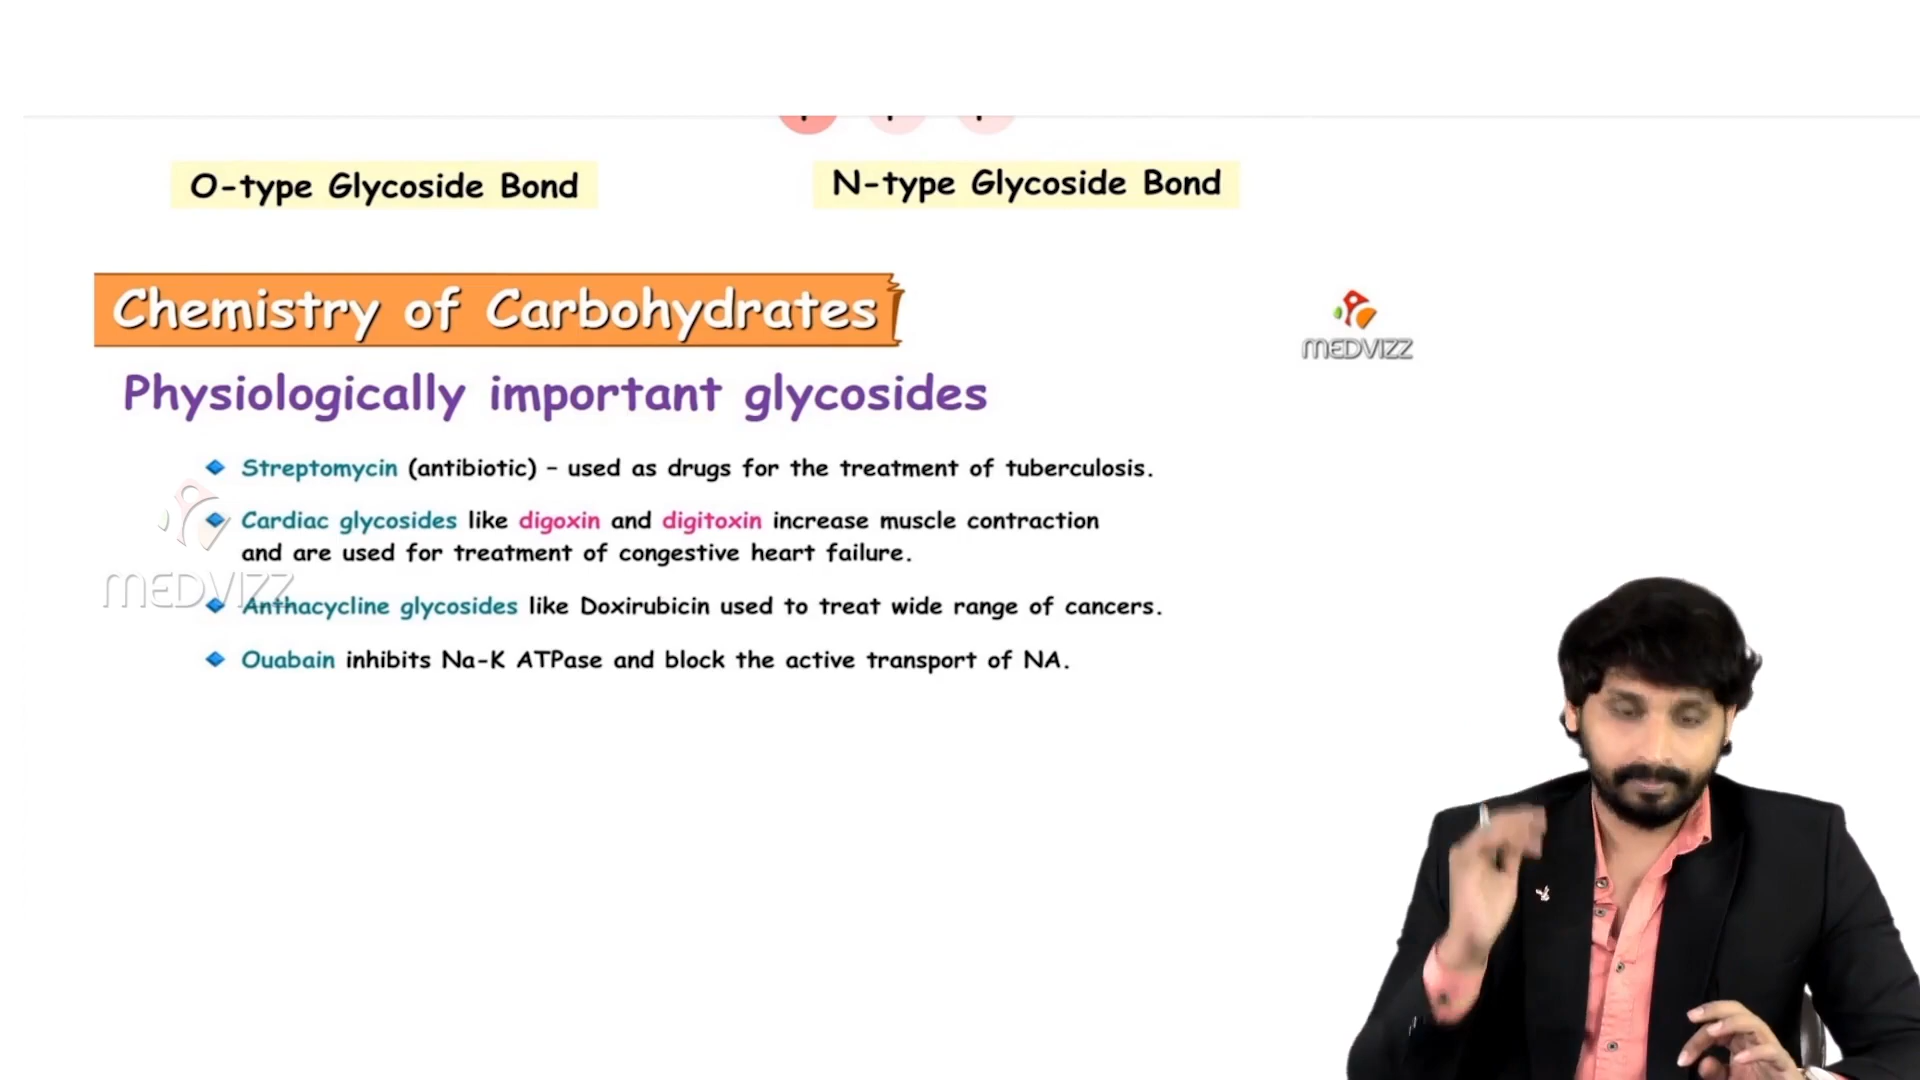 O-type Glycoside Bond
N-type Glycoside Bond
Chemistry of Carbohydrates
MEDVIZZ
Physiologically important glycosides
Streptomycin (antibiotic) - used as drugs for the treatment of tuberculosis.
Cardiac glycosides like digoxin and digitoxin increase muscle contraction
and are used for treatment of congestive heart failure.
MEDVIZZ
Anthacycline glycosides like Doxirubicin used to treat wide range of cancers.
Ouabain inhibits Na-K ATPase and block the active transport of NA.